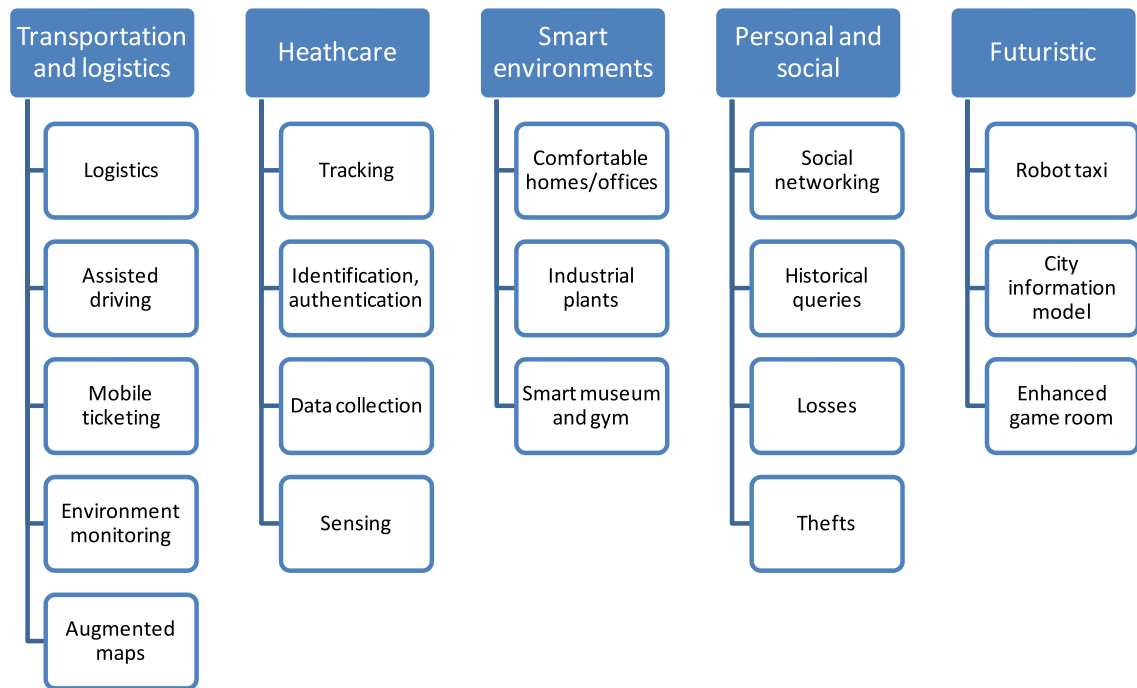 Transportation
and logistics
Logistics
Assisted
driving
Mobile
ticketing
Environment
monitoring
Augmented
maps
Heathcare
Tracking
Identification,
authentication
Data collection
Sensing
Smart
environments
Comfortable
homes/offices
Industrial
plants
Smart museum
and gym
Personal and
social
Social
networking
Historical
queries
Losses
Thefts
Futuristic
Robot taxi
City
information
model
Enhanced
game room